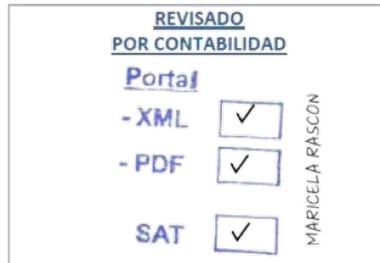 REVISADO
POR CONTABILIDAD
Portal
- XML ✓
- PDF ✓
SAT ✓
MARICELA RASCON